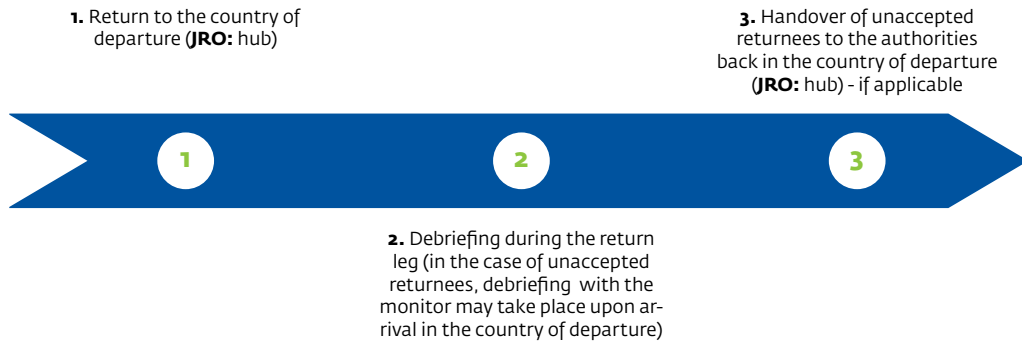 1. Return to the country of
departure (JRO: hub)
3. Handover of unaccepted
returnees to the authorities
back in the country of departure
(JRO: hub) - if applicable
1
2
3
2. Debriefing during the return
leg (in the case of unaccepted
returnees, debriefing with the
monitor may take place upon ar-
rival in the country of departure)